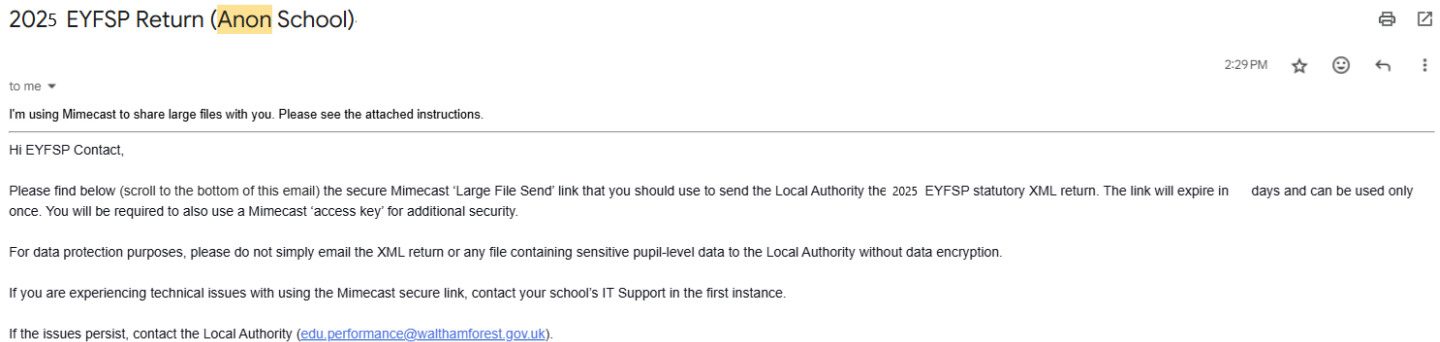 2025 EYFSP Return (Anon School)
2:29 PM
to me
I'm using Mimecast to share large files with you. Please see the attached instructions.
Hi EYFSP Contact,
Please find below (scroll to the bottom of this email) the secure Mimecast 'Large File Send' link that you should use to send the Local Authority the 2025 EYFSP statutory XML return. The link will expire in days and can be used only
once. You will be required to also use a Mimecast 'access key' for additional security.
For data protection purposes, please do not simply email the XML return or any file containing sensitive pupil-level data to the Local Authority without data encryption.
If you are experiencing technical issues with using the Mimecast secure link, contact your school's IT Support in the first instance.
If the issues persist, contact the Local Authority (edu.performance@walthamforest.gov.uk).